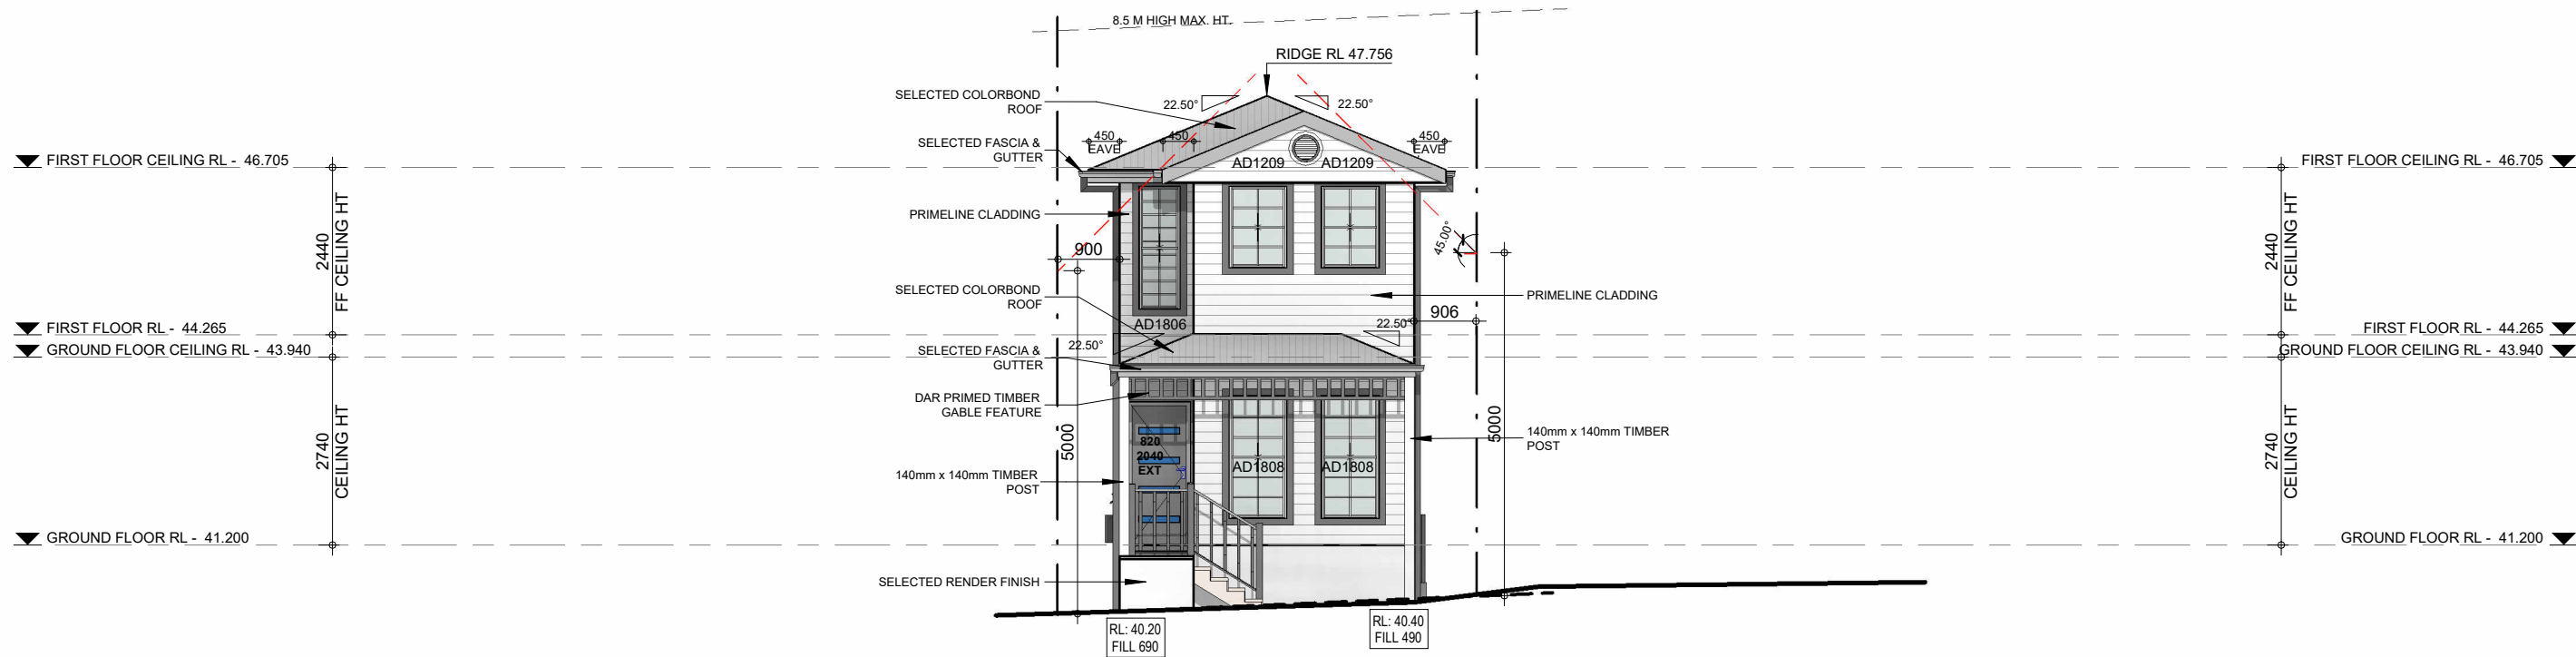 8.5 M HIGH MAX. HT.
RIDGE RL 47.756
SELECTED COLORBOND
ROOF
22.50°
22.50°
SELECTED FASCIA &
GUTTER
450
EAVE
450
450
EAVE
AD1209
AD1209
FIRST FLOOR CEILING RL - 46.705
FIRST FLOOR CEILING RL - 46.705
2440
FF CEILING HT
PRIMELINE CLADDING
900
45.00°
2440
FF CEILING HT
SELECTED COLORBOND
ROOF
PRIMELINE CLADDING
906
AD1806
22.50°
22.50°
FIRST FLOOR RL - 44.265
FIRST FLOOR RL - 44.265
GROUND FLOOR CEILING RL - 43.940
GROUND FLOOR CEILING RL - 43.940
SELECTED FASCIA &
GUTTER
DAR PRIMED TIMBER
GABLE FEATURE
2740
CEILING HT
5000
820
2040
EXT
AD1808
AD1808
5000
140mm x 140mm TIMBER
POST
2740
CEILING HT
140mm x 140mm TIMBER
POST
GROUND FLOOR RL - 41.200
GROUND FLOOR RL - 41.200
SELECTED RENDER FINISH
RL: 40.20
FILL 690
RL: 40.40
FILL 490